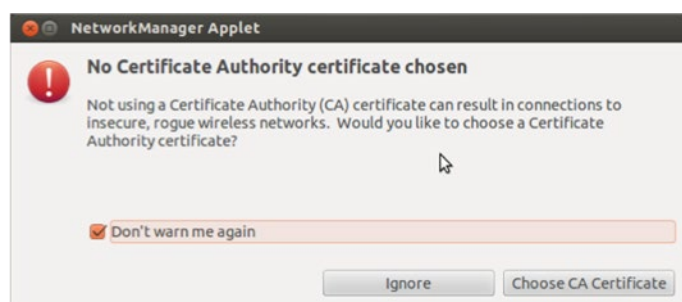 NetworkManager Applet
No Certificate Authority certificate chosen
Not using a Certificate Authority (CA) certificate can result in connections to
insecure, rogue wireless networks. Would you like to choose a Certificate
Authority certificate?
Don't warn me again
Ignore
Choose CA Certificate